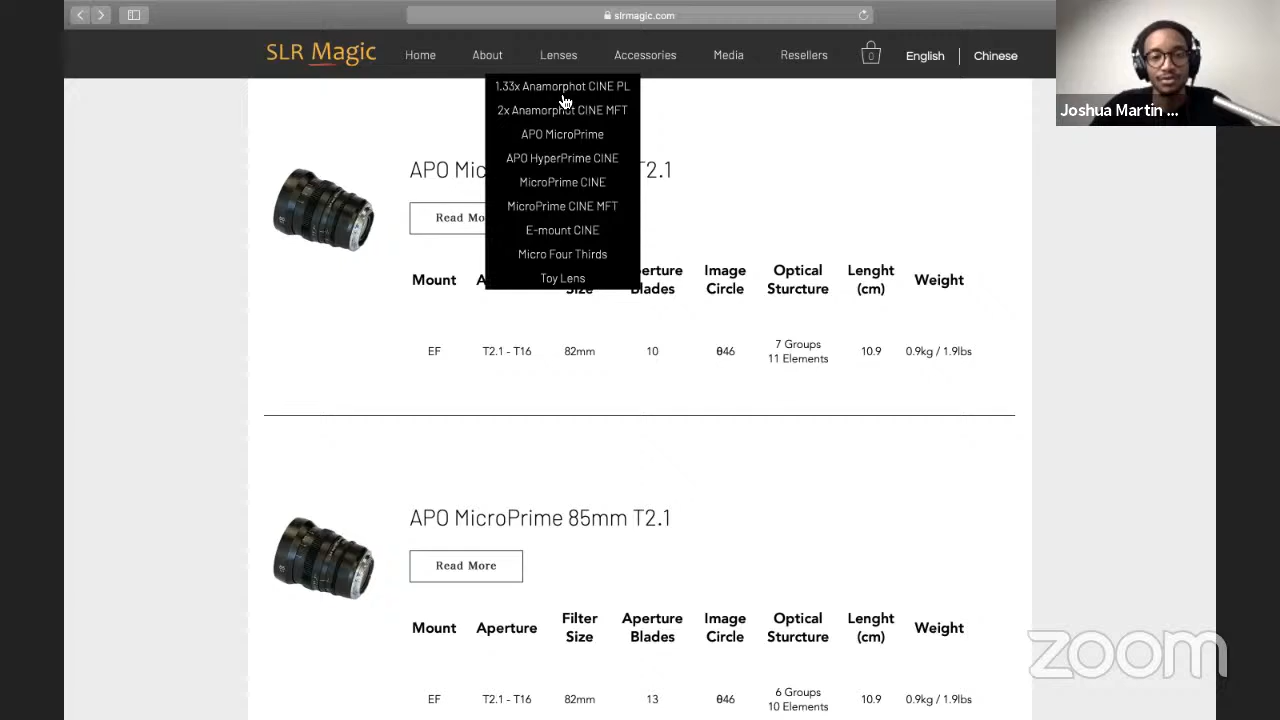 slrmagic.com
SLR Magic
Home
About
Lenses
Accessories
Media
Resellers
0
English
Chinese
Joshua Martin ...
1.33x Anamorphot CINE PL
2x Anamorphot CINE MFT
APO MicroPrime
APO HyperPrime CINE
MicroPrime CINE
MicroPrime CINE MFT
E-mount CINE
Micro Four Thirds
Toy Lens
APO Mic T2.1
Read Mo
Mount
A
Size
erture
Blades
Image
Circle
Optical
Sturcture
Lenght
(cm)
Weight
EF
T2.1 - T16
82mm
10
θ46
7 Groups
11 Elements
10.9
0.9kg / 1.9lbs
APO MicroPrime 85mm T2.1
Read More
Mount
Aperture
Filter
Size
Aperture
Blades
Image
Circle
Optical
Sturcture
Lenght
(cm)
Weight
EF
T2.1 - T16
82mm
13
θ46
6 Groups
10 Elements
10.9
0.9kg / 1.9lbs
zoom